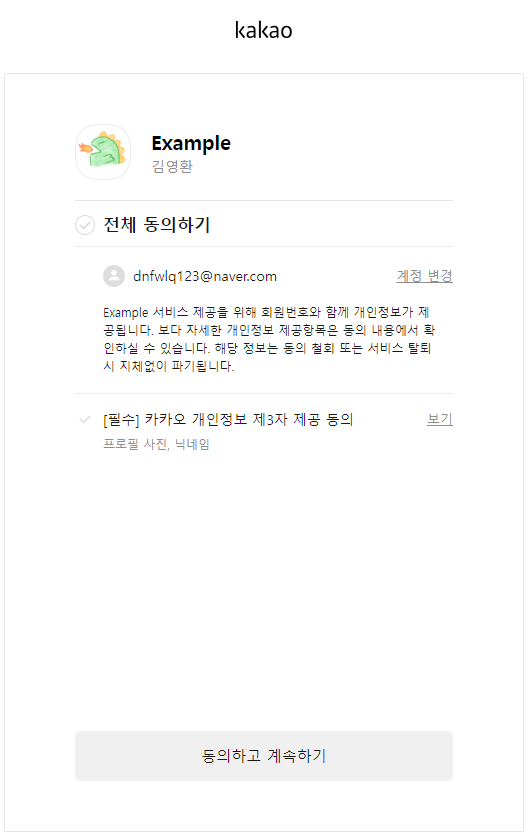 kakao
Example
김영환
전체 동의하기
dnfwlq123@naver.com 계정 변경
Example 서비스 제공을 위해 회원번호와 함께 개인정보가 제
공됩니다. 보다 자세한 개인정보 제공항목은 동의 내용에서 확
인하실 수 있습니다. 해당 정보는 동의 철회 또는 서비스 탈퇴
시 지체없이 파기됩니다.
[필수] 카카오 개인정보 제3자 제공 동의 보기
프로필 사진, 닉네임
동의하고 계속하기